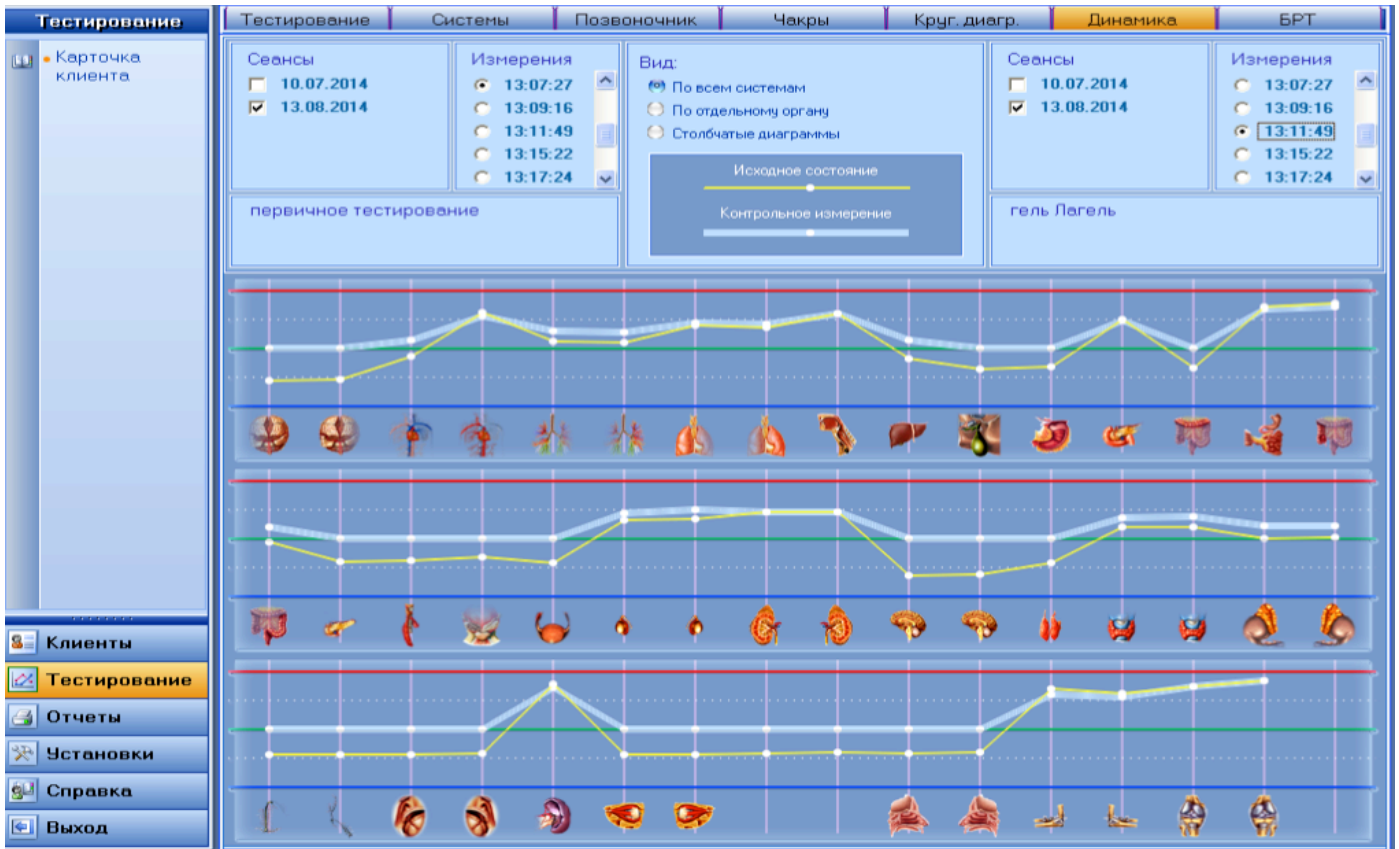 Тестирование
Карточка
клиента
Клиенты
Тестирование
Отчеты
Установки
Справка
Выход
Тестирование
Системы
Позвоночник
Чакры
Круг. диагр.
Динамика
БРТ
Сеансы
10.07.2014
13.08.2014
Измерения
13:07:27
13:09:16
13:11:49
13:15:22
13:17:24
первичное тестирование
Вид:
По всем системам
По отдельному органу
Столбчатые диаграммы
Исходное состояние
Контрольное измерение
Сеансы
10.07.2014
13.08.2014
Измерения
13:07:27
13:09:16
13:11:49
13:15:22
13:17:24
гель Лагель